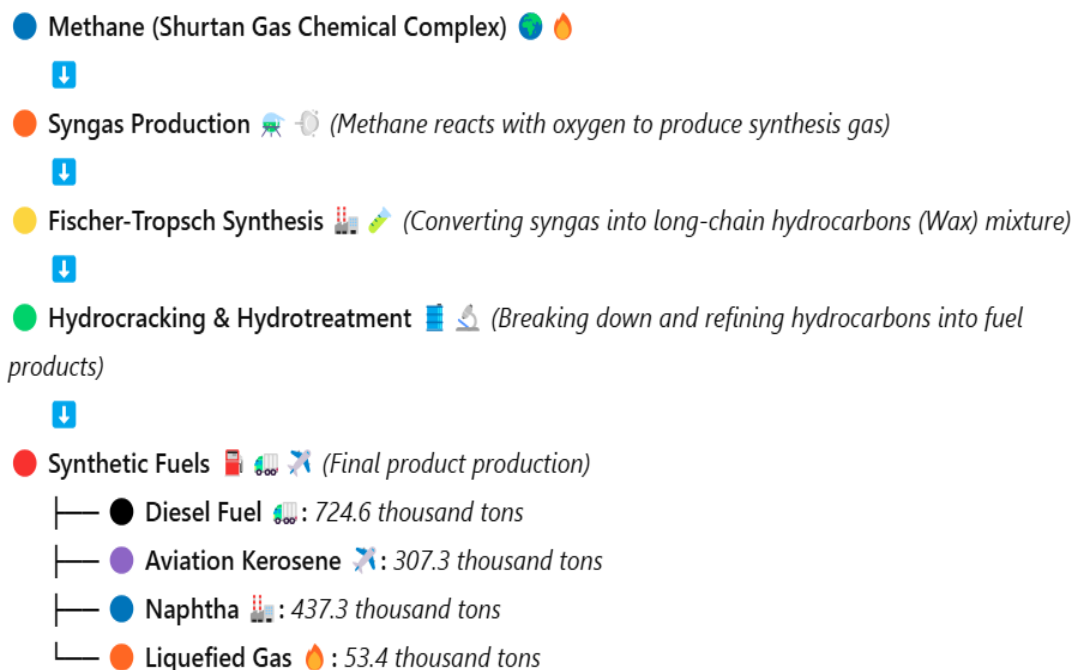 Methane (Shurtan Gas Chemical Complex)
Syngas Production (Methane reacts with oxygen to produce synthesis gas)
Fischer-Tropsch Synthesis (Converting syngas into long-chain hydrocarbons (Wax) mixture)
Hydrocracking & Hydrotreatment (Breaking down and refining hydrocarbons into fuel
products)
Synthetic Fuels (Final product production)
Diesel Fuel : 724.6 thousand tons
Aviation Kerosene : 307.3 thousand tons
Naphtha : 437.3 thousand tons
Liquefied Gas : 53.4 thousand tons